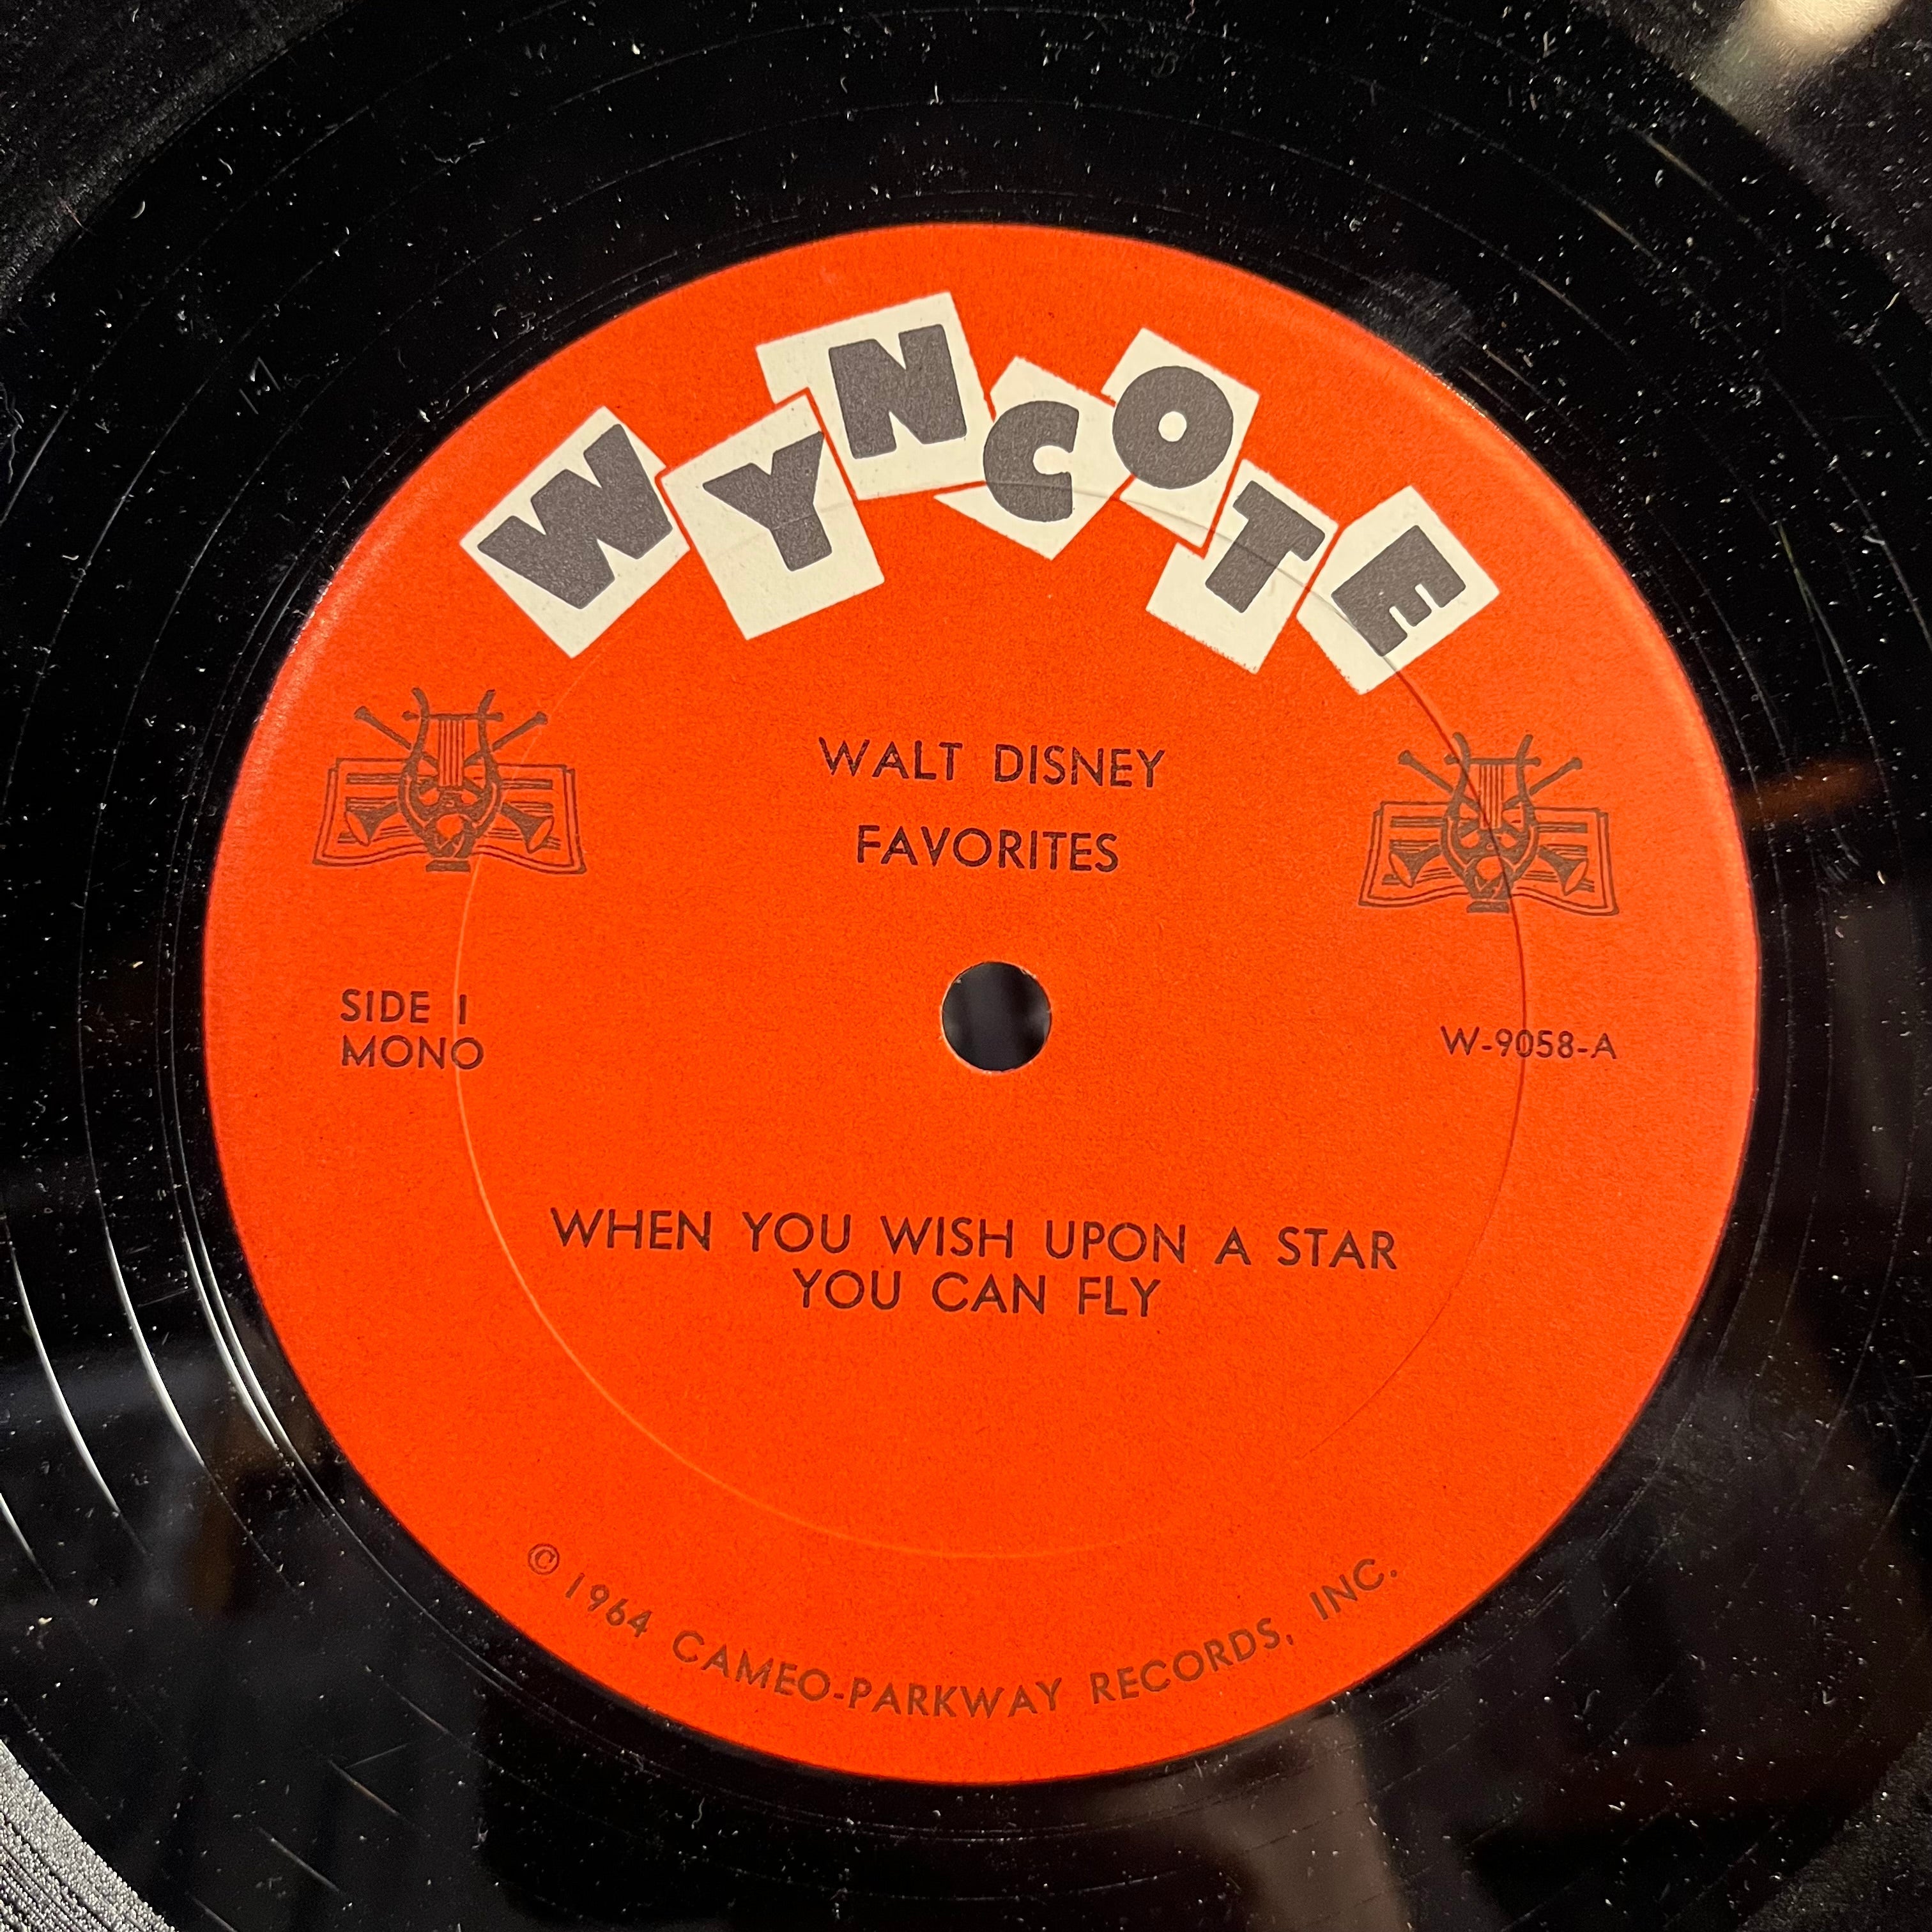 WYNCOTE
WALT DISNEY
FAVORITES
SIDE 1
MONO
W-9058-A
WHEN YOU WISH UPON A STAR
YOU CAN FLY
© 1964 CAMEO-PARKWAY RECORDS, INC.